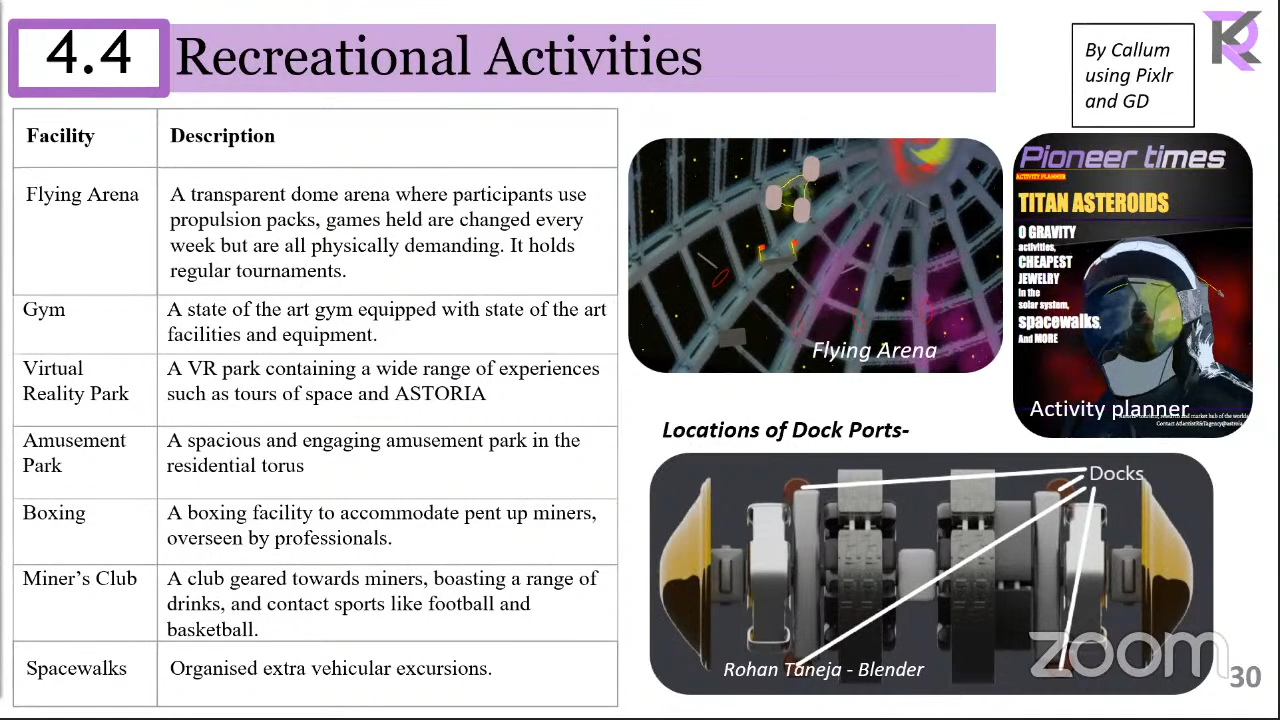 4.4
Recreational Activities
By Callum
using Pixlr
and GD
Facility
Description
Flying Arena
A transparent dome arena where participants use
propulsion packs, games held are changed every
week but are all physically demanding. It holds
regular tournaments.
Gym
A state of the art gym equipped with state of the art
facilities and equipment.
Virtual
Reality Park
A VR park containing a wide range of experiences
such as tours of space and ASTORIA
Amusement
Park
A spacious and engaging amusement park in the
residential torus
Boxing
A boxing facility to accommodate pent up miners,
overseen by professionals.
Miner's Club
A club geared towards miners, boasting a range of
drinks, and contact sports like football and
basketball.
Spacewalks
Organised extra vehicular excursions.
Flying Arena
Pioneer times
ACTIVITY PLANNER
TITAN ASTEROIDS
0 GRAVITY
activities,
CHEAPEST
JEWELRY
in the
solar system,
spacewalks,
And MORE
Activity planner
Locations of Dock Ports-
Docks
Rohan Taneja - Blender
zoom
30